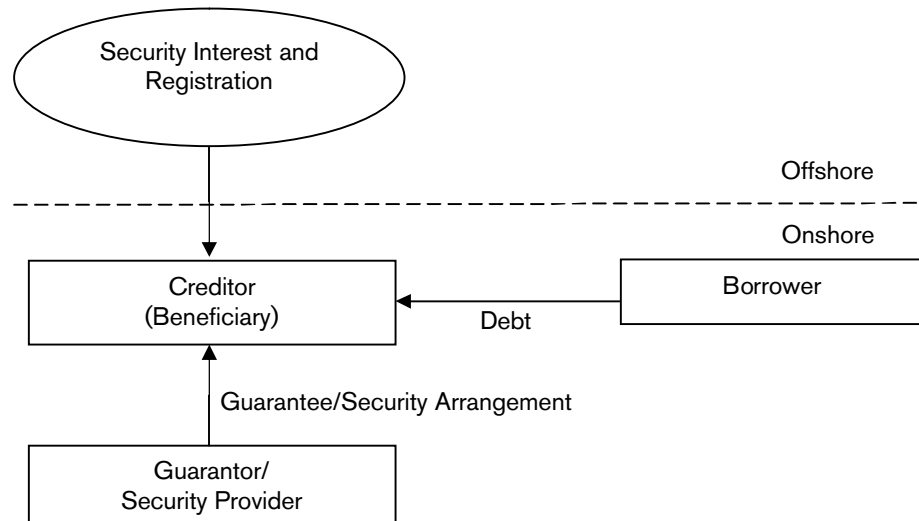 Security Interest and
Registration
Offshore
Onshore
Creditor
(Beneficiary)
Borrower
Debt
Guarantee/Security Arrangement
Guarantor/
Security Provider